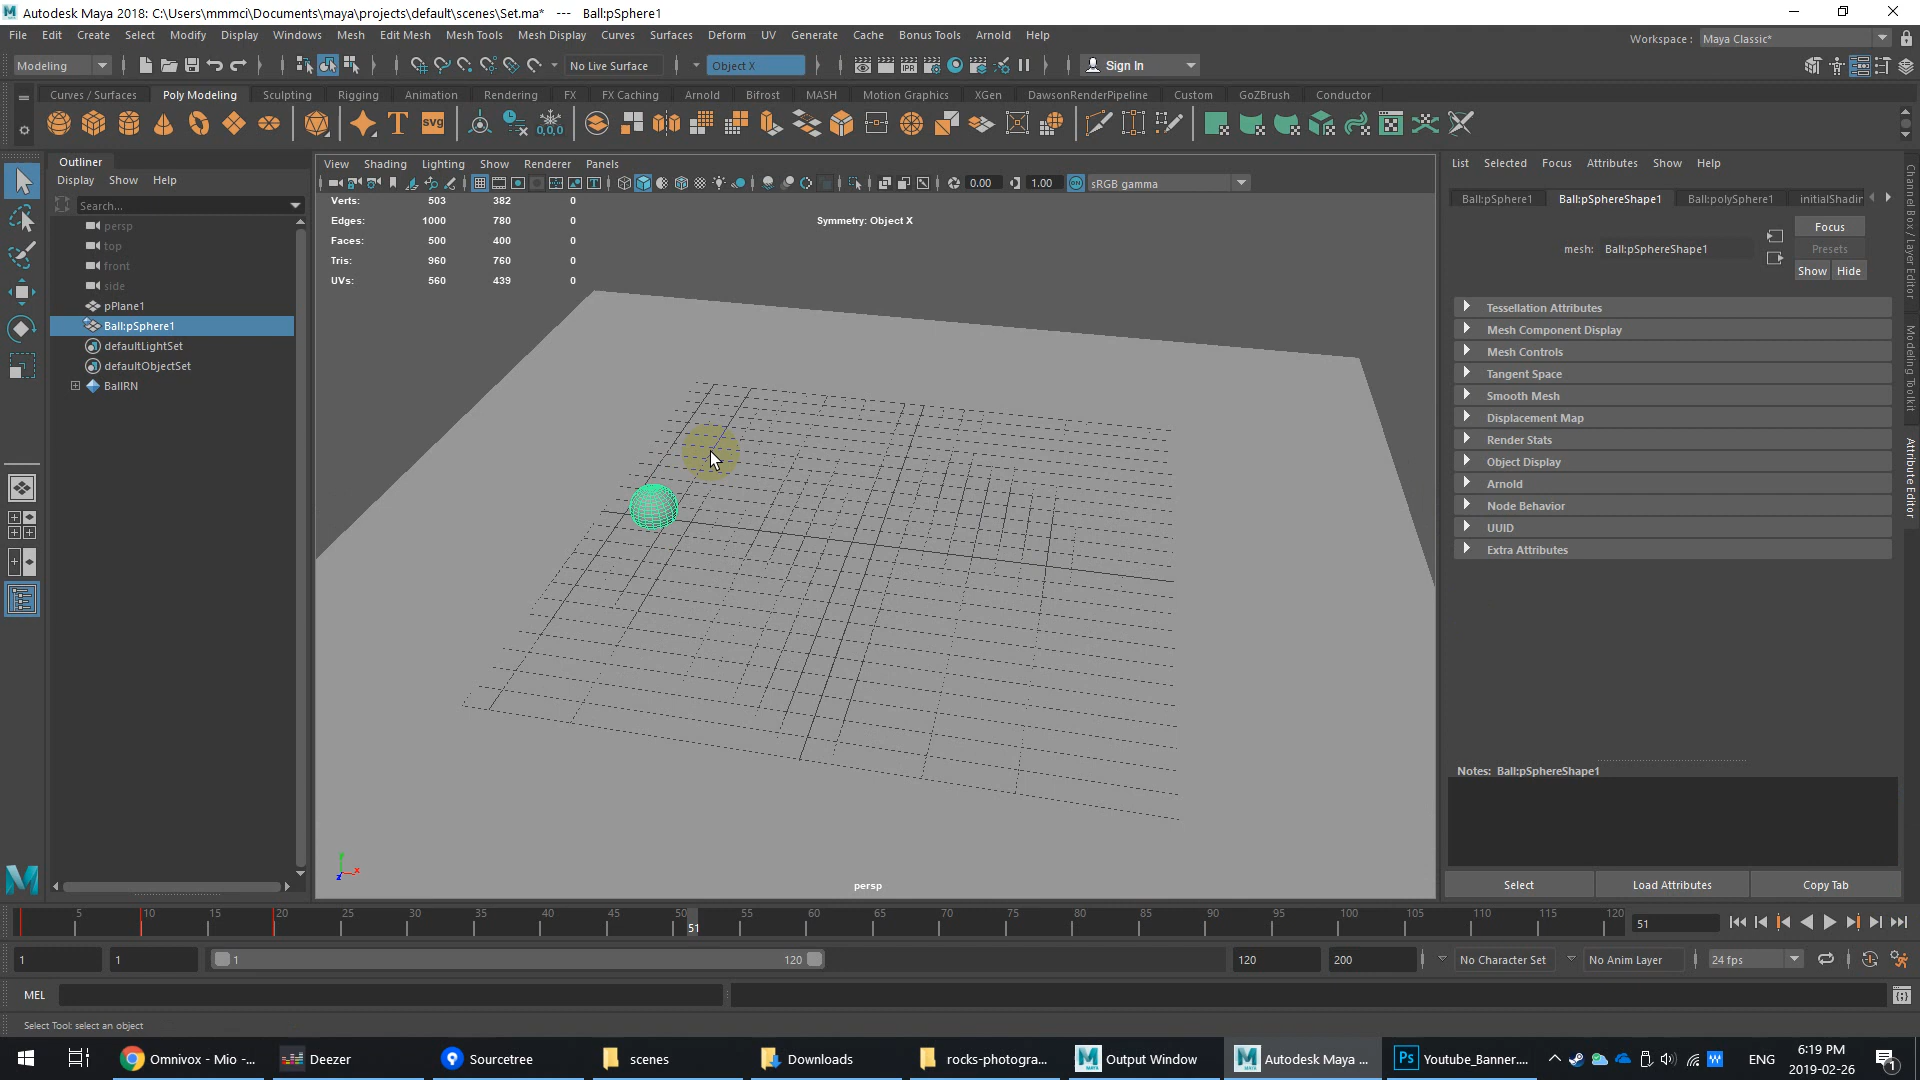 Autodesk Maya 2018: C:\Users\mmmci\Documents\maya\projects\default\scenes\Set.ma* --- Ball:pSphere1
File Edit Create Select Modify Display Windows Mesh Edit Mesh Mesh Tools Mesh Display Curves Surfaces Deform UV Generate Cache Bonus Tools Arnold Help
Workspace : Maya Classic*
Modeling No Live Surface Object X Sign In
Curves / Surfaces Poly Modeling Sculpting Rigging Animation Rendering FX FX Caching Arnold Bifrost MASH Motion Graphics XGen DawsonRenderPipeline Custom GoZBrush Conductor
T svg 0,0,0
Outliner
Display Show Help
Search...
persp
top
front
side
pPlane1
Ball:pSphere1
defaultLightSet
defaultObjectSet
BallRN
View Shading Lighting Show Renderer Panels
0.00 1.00 sRGB gamma
Verts: 503 382 0
Edges: 1000 780 0
Faces: 500 400 0
Tris: 960 760 0
UVs: 560 439 0
Symmetry: Object X
persp
y x z
List Selected Focus Attributes Show Help
Ball:pSphere1 Ball:pSphereShape1 Ball:polySphere1 initialShadin
mesh: Ball:pSphereShape1
Focus
Presets
Show Hide
Tessellation Attributes
Mesh Component Display
Mesh Controls
Tangent Space
Smooth Mesh
Displacement Map
Render Stats
Object Display
Arnold
Node Behavior
UUID
Extra Attributes
Notes: Ball:pSphereShape1
Select Load Attributes Copy Tab
Channel Box / Layer Editor
Modeling Toolkit
Attribute Editor
5 10 15 20 25 30 35 40 45 50 55 60 65 70 75 80 85 90 95 100 105 110 115 120
51
51
1 1 1 120 120 200 No Character Set No Anim Layer 24 fps
MEL
Select Tool: select an object
Omnivox - Mio -... Deezer Sourcetree scenes Downloads rocks-photogra... Output Window Autodesk Maya ... Youtube_Banner....
ENG
6:19 PM
2019-02-26